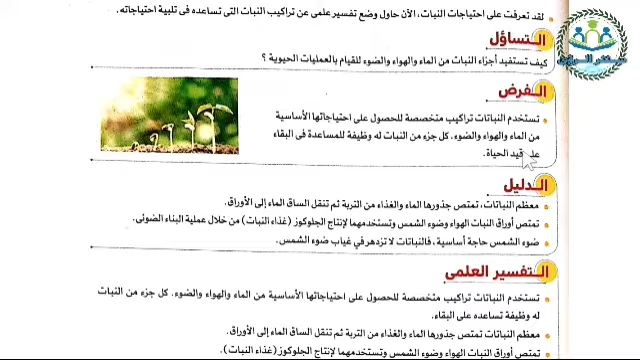 لقد تعرفت على احتياجات النبات، الآن حاول وضع تفسير علمى عن تراكيب النبات التى تساعده فى تلبية احتياجاته.
التساؤل
كيف تستفيد أجزاء النبات من الماء والهواء والضوء للقيام بالعمليات الحيوية ؟
الفرض
تستخدم النباتات تراكيب متخصصة للحصول على احتياجاتها الأساسية
من الماء والهواء والضوء. كل جزء من النبات له وظيفة للمساعدة فى البقاء
على قيد الحياة.
الدليل
معظم النباتات، تمتص جذورها الماء والغذاء من التربة ثم تنقل الساق الماء إلى الأوراق.
تمتص أوراق النبات الهواء وضوء الشمس وتستخدمهما لإنتاج الجلوكوز (غذاء النبات) من خلال عملية البناء الضوئى.
ضوء الشمس حاجة أساسية، فالنباتات لا تزدهر فى غياب ضوء الشمس.
التفسير العلمى
تستخدم النباتات تراكيب متخصصة للحصول على احتياجاتها الأساسية من الماء والهواء والضوء. كل جزء من النبات
له وظيفة تساعده على البقاء.
معظم النباتات تمتص جذورها الماء والغذاء من التربة ثم تنقل الساق الماء إلى الأوراق.
تمتص أوراق النبات الهواء وضوء الشمس وتستخدمهما لإنتاج الجلوكوز (غذاء النبات).